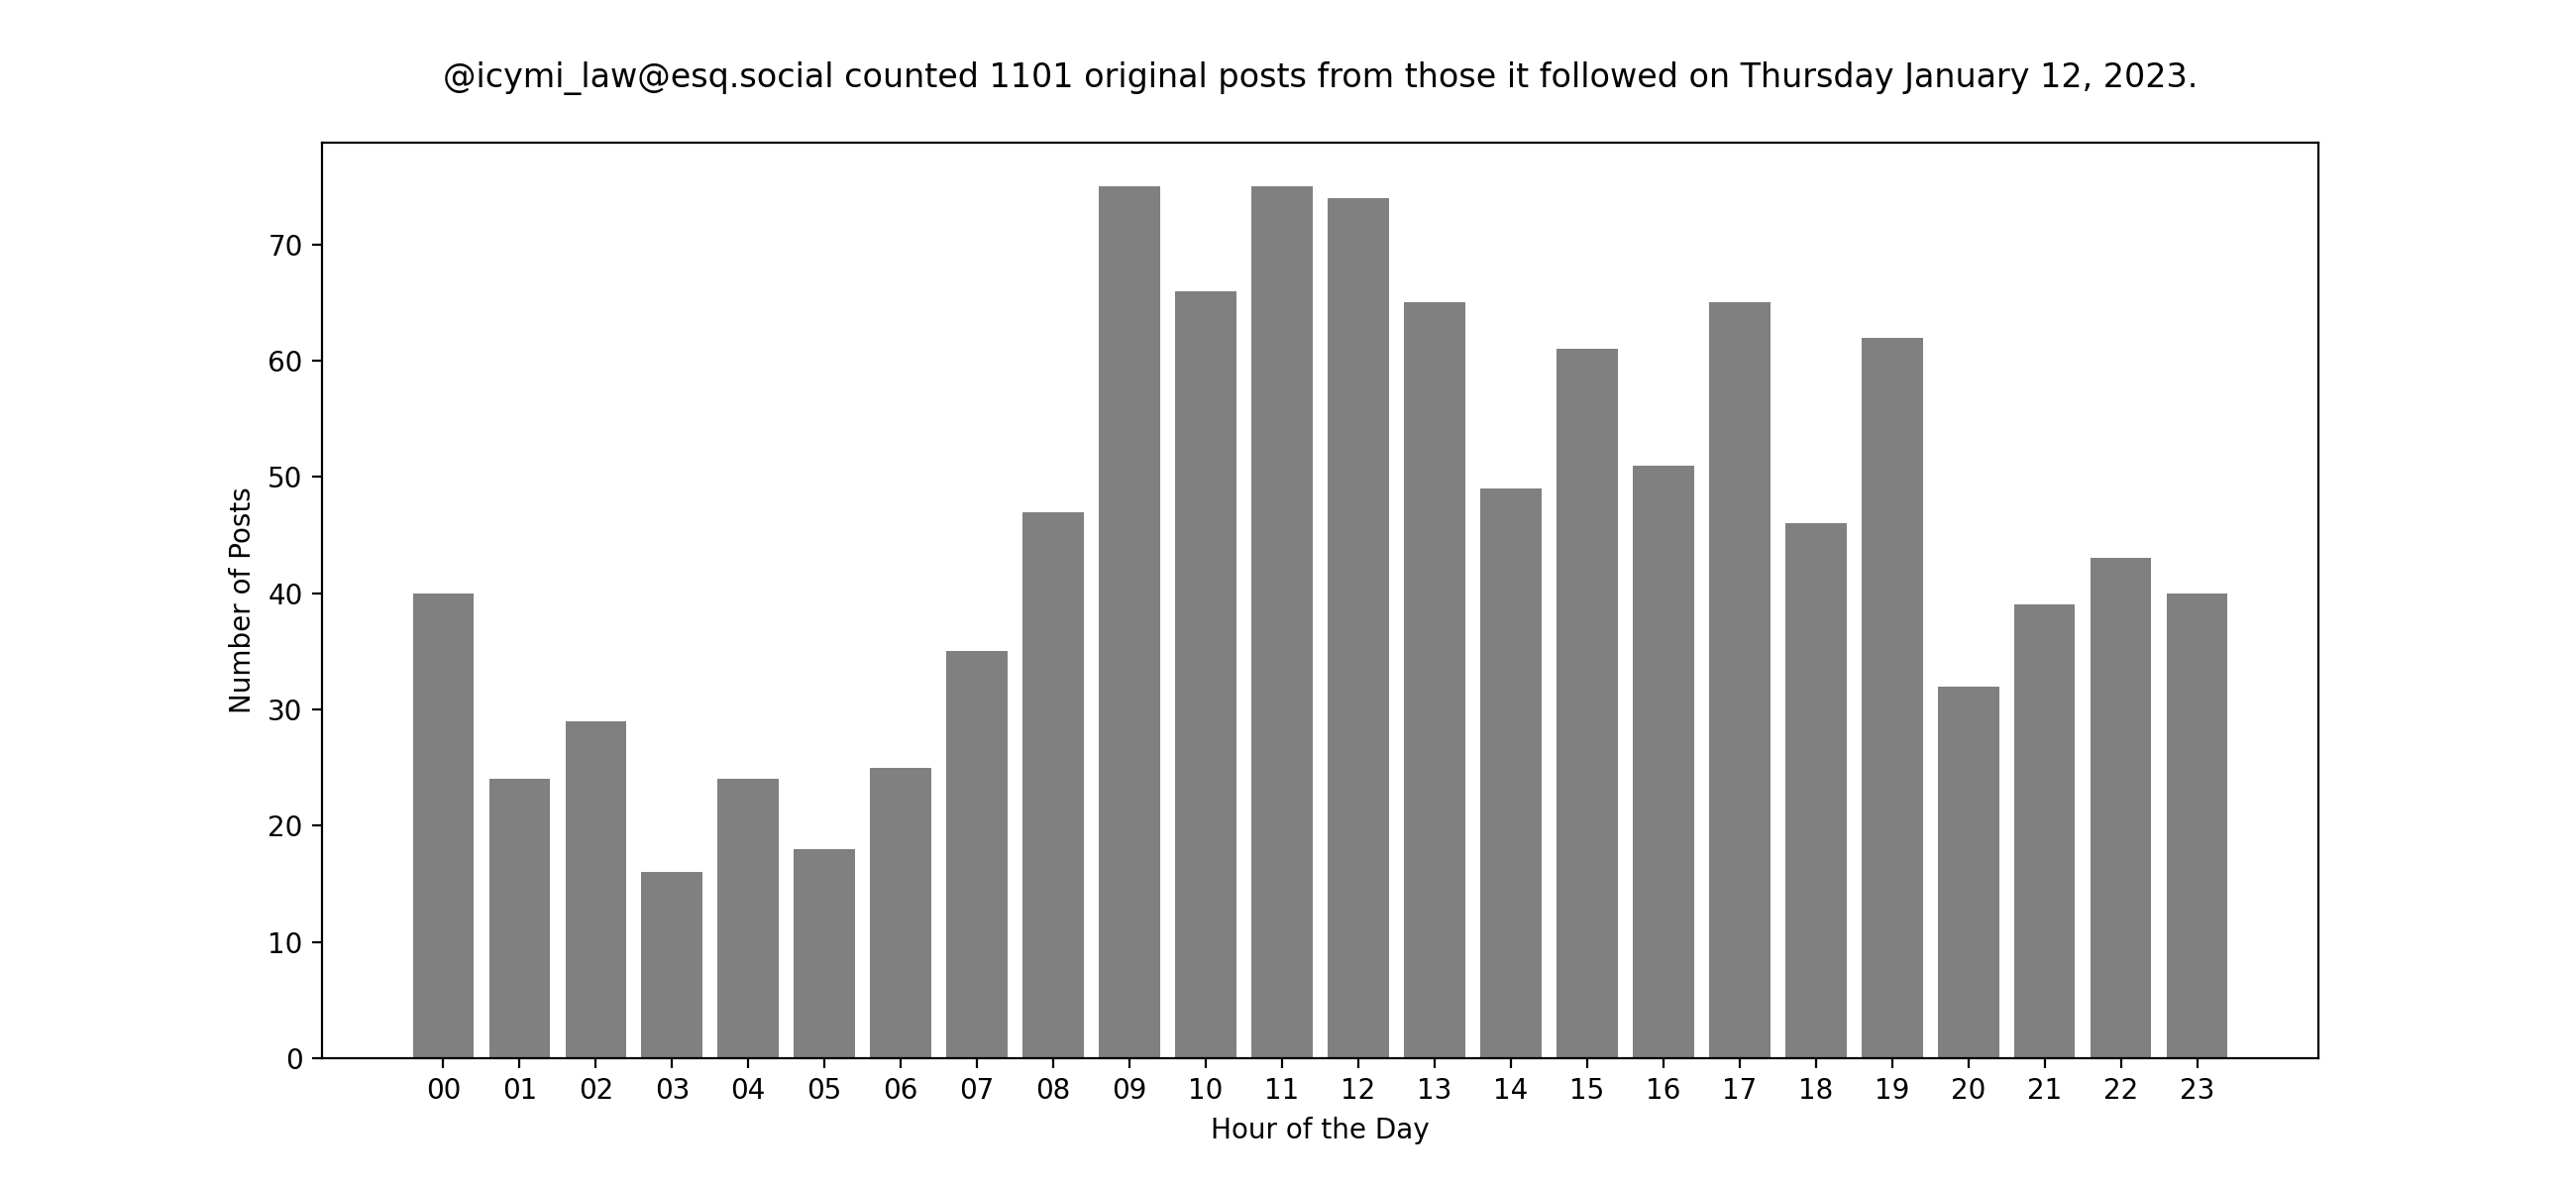 @icymi_law@esq.social counted 1101 original posts from those it followed on Thursday January 12, 2023.
70
60
50
40
30
20
10
0
Number of Posts
00 01 02 03 04 05 06 07 08 09 10 11 12 13 14 15 16 17 18 19 20 21 22 23
Hour of the Day